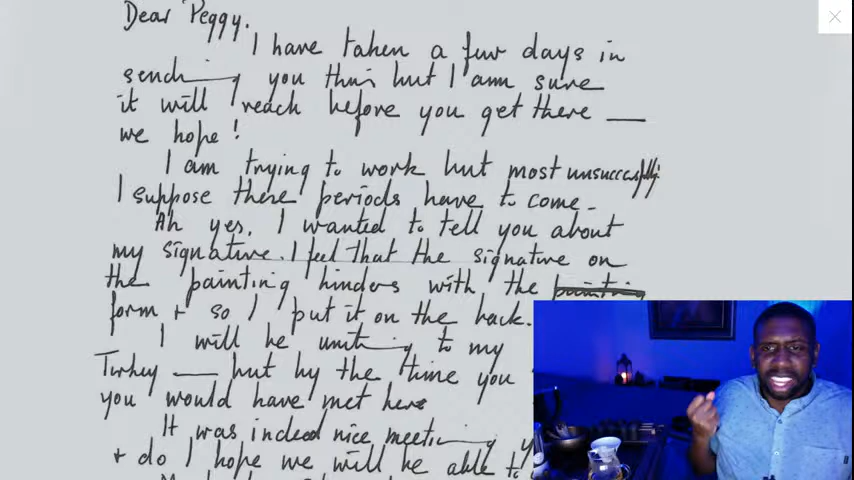 Dear Peggy.
I have taken a few days in
sending you this but I am sure
it will reach before you get there —
we hope!
I am trying to work but most unsuccessfully.
I suppose these periods have to come –
Ah yes, I wanted to tell you about
my signature. I feel that the signature on
the painting hinders with the painting
form + so I put it on the back.
I will be writing to my
Turkey — but by the time you
you would have met her
It was indeed nice meeting
+ do I hope we will be able to